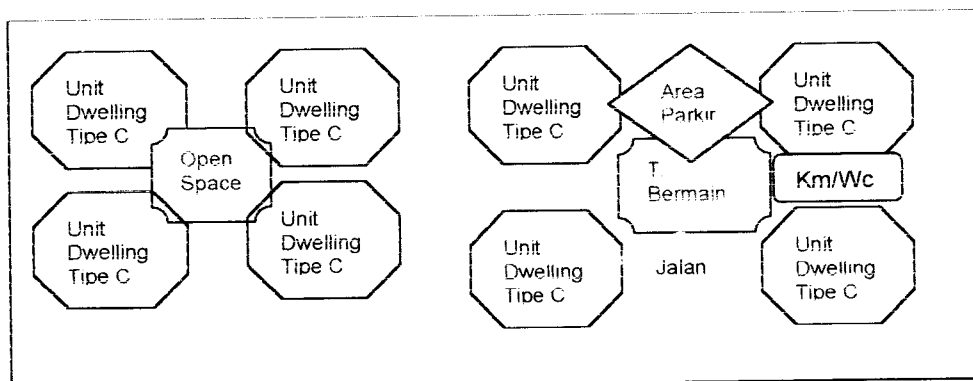 Unit
Dwelling
Tipe C
Unit
Dwelling
Tipe C
Open
Space
Unit
Dwelling
Tipe C
Unit
Dwelling
Tipe C
Unit
Dwelling
Tipe C
Area
Parkir
Unit
Dwelling
Tipe C
T.
Bermain
Km/Wc
Unit
Dwelling
Tipe C
Jalan
Unit
Dwelling
Tipe C